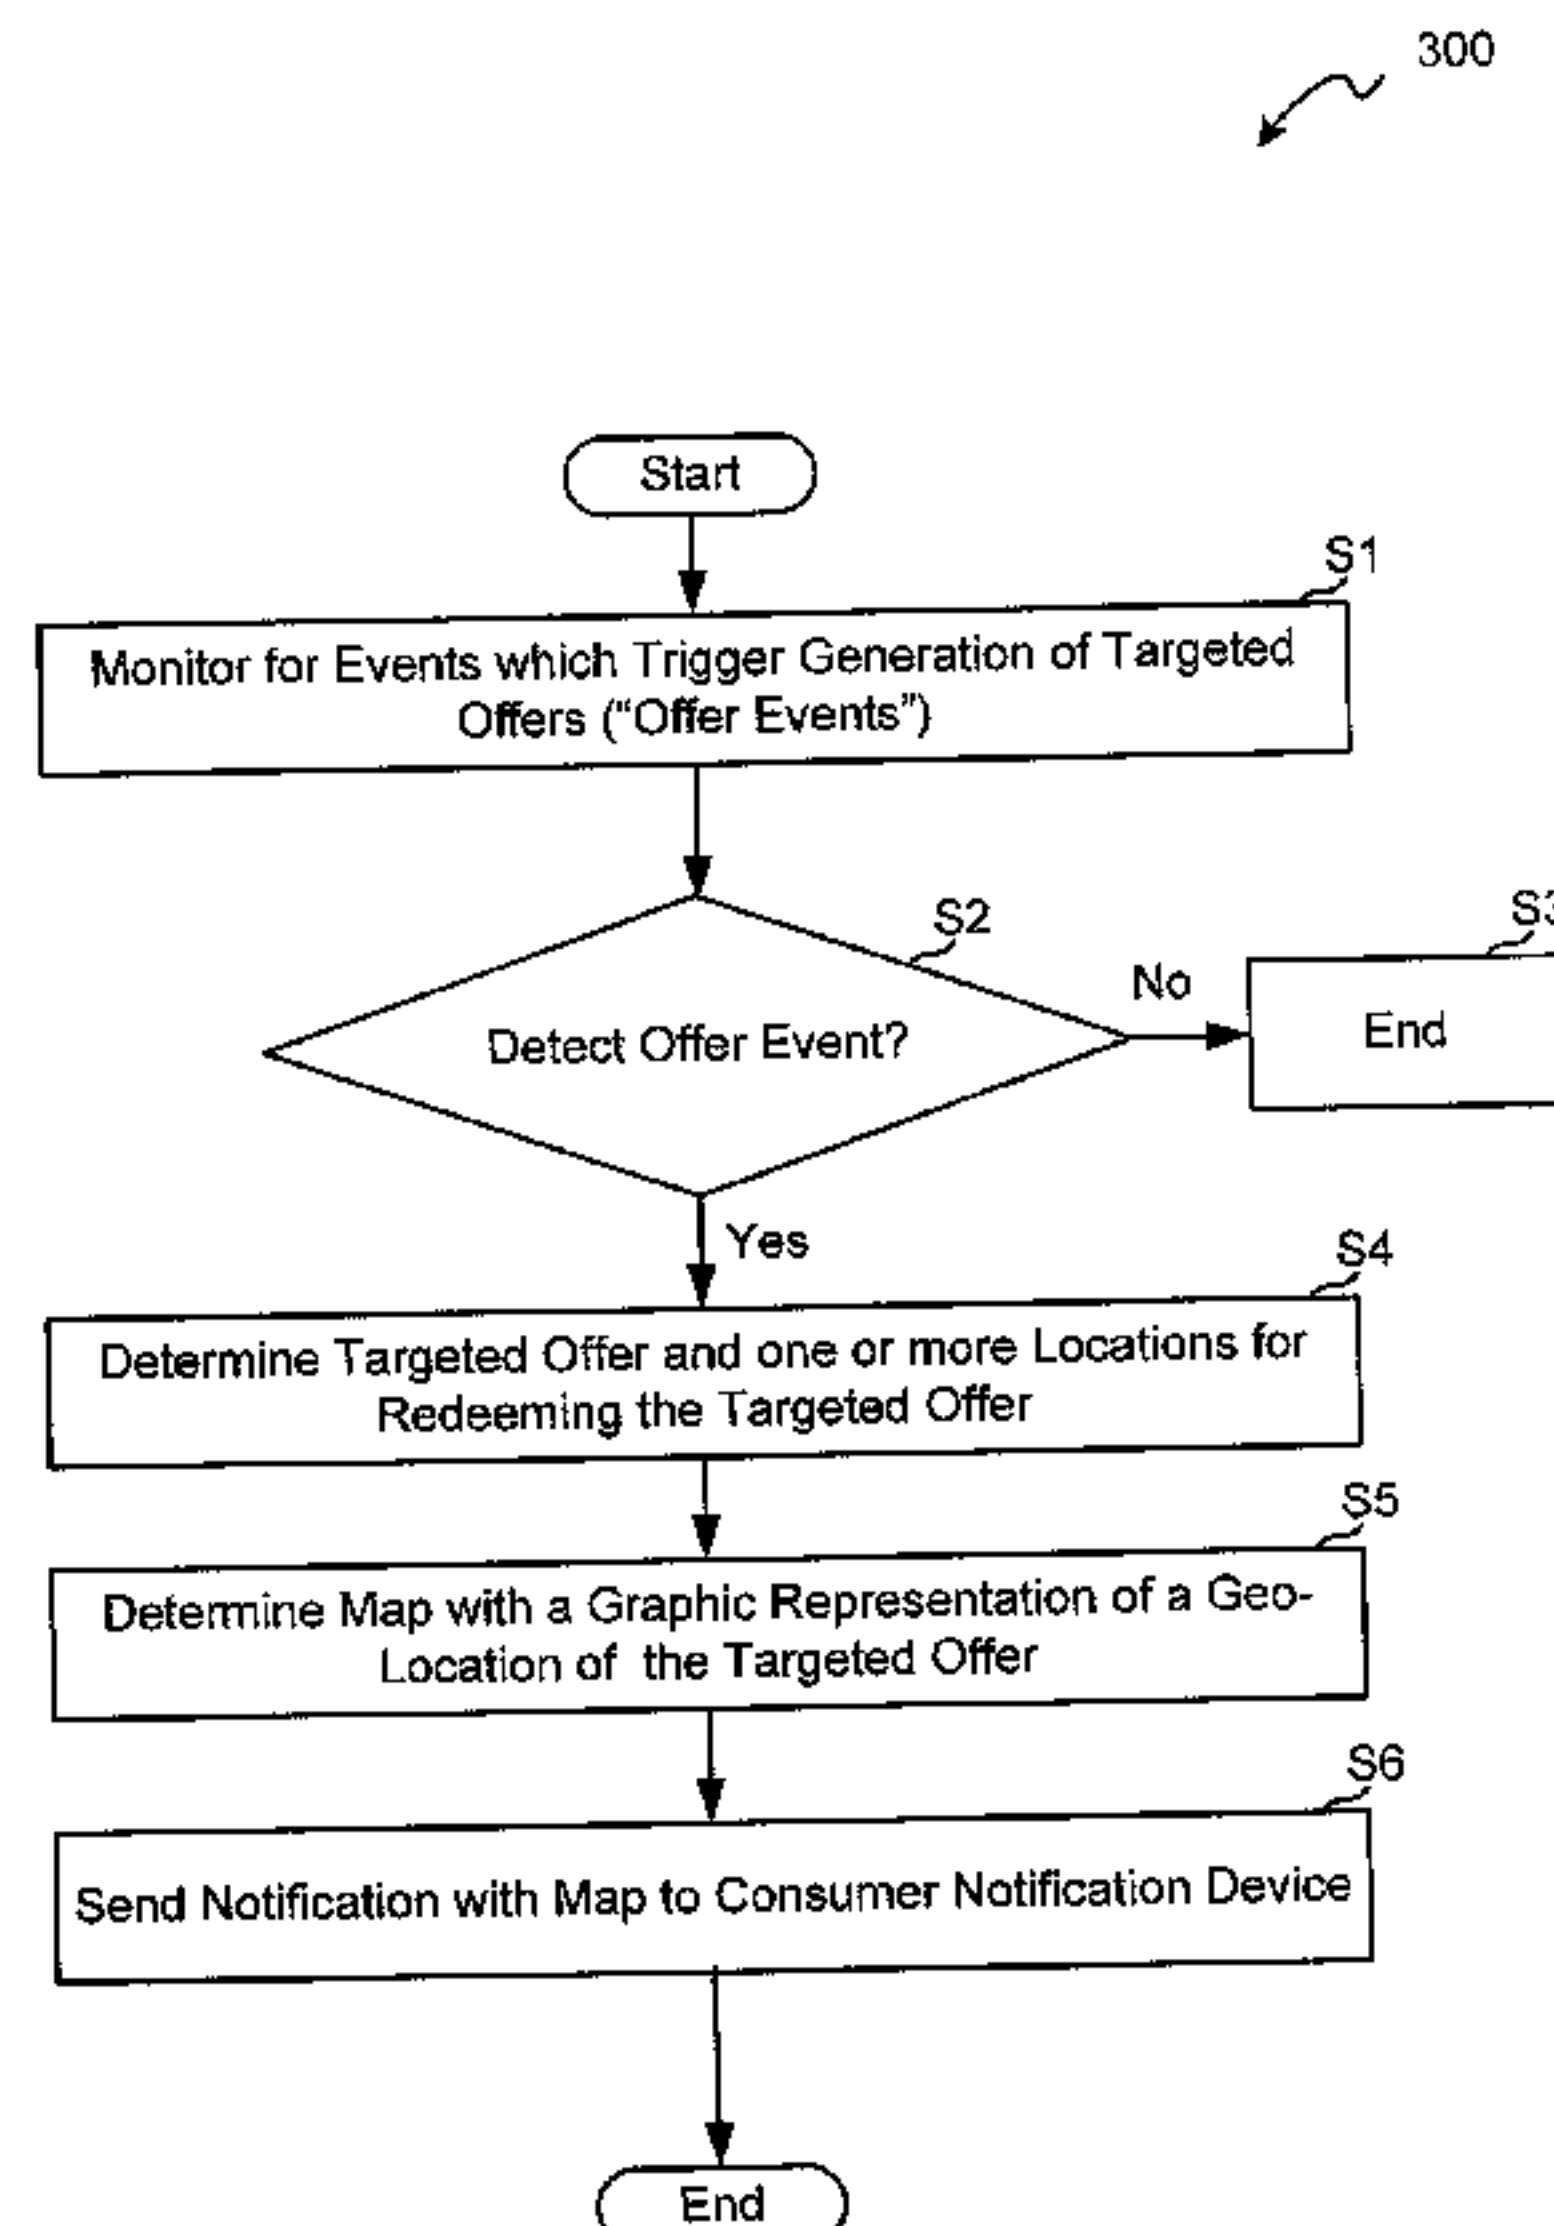 300
Start
S1
Monitor for Events which Trigger Generation of Targeted
Offers (“Offer Events”)
S2
Detect Offer Event?
No
S3
End
Yes
S4
Determine Targeted Offer and one or more Locations for
Redeeming the Targeted Offer
S5
Determine Map with a Graphic Representation of a Geo-
Location of the Targeted Offer
S6
Send Notification with Map to Consumer Notification Device
End